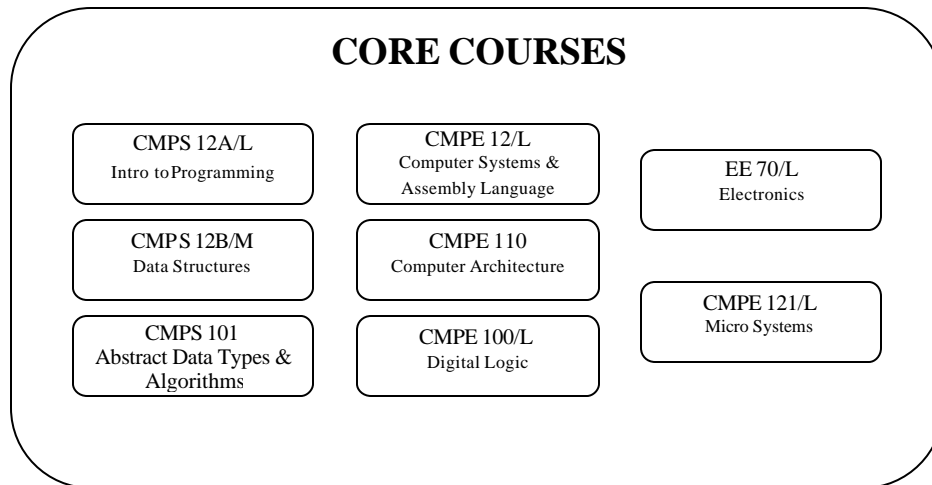 CORE COURSES
CMPS 12A/L
Intro to Programming
CMPS 12B/M
Data Structures
CMPS 101
Abstract Data Types &
Algorithms
CMPE 12/L
Computer Systems &
Assembly Language
CMPE 110
Computer Architecture
CMPE 100/L
Digital Logic
EE 70/L
Electronics
CMPE 121/L
Micro Systems